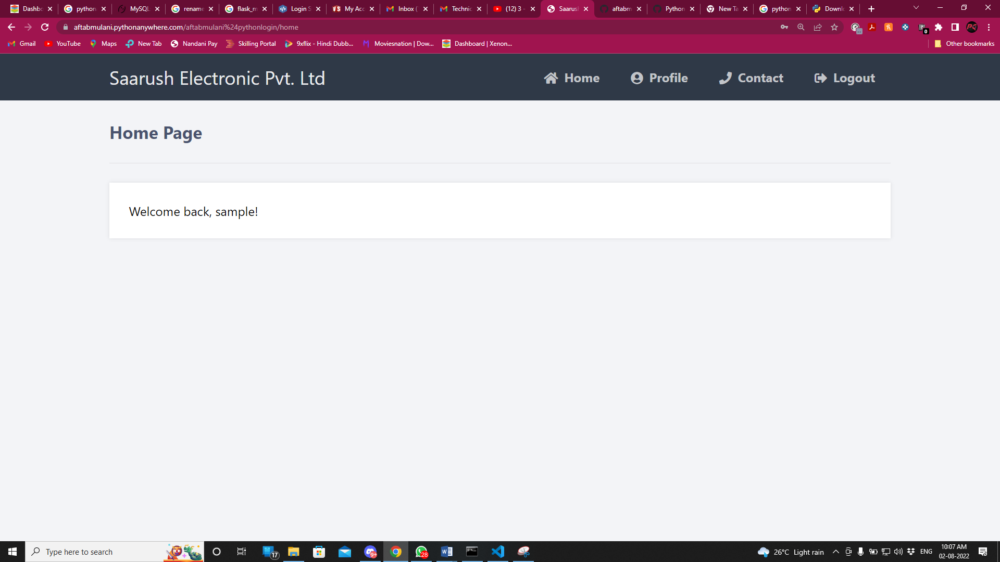 Dashbo
python
MySQL
rename
flask_m
Login S
My Acc
Inbox (
Technic
(12) 3 -
Saarush
aftabm
Python
New Ta
python
Downlo
aftabmulani.pythonanywhere.com/aftabmulani%24pythonlogin/home
0
Gmail
YouTube
Maps
New Tab
Nandani Pay
Skilling Portal
9xflix - Hindi Dubb...
Moviesnation | Dow...
Dashboard | Xenon...
Other bookmarks
Saarush Electronic Pvt. Ltd
Home
Profile
Contact
Logout
Home Page
Welcome back, sample!
Type here to search
17
9+
28
26°C Light rain
ENG
10:07 AM
02-08-2022